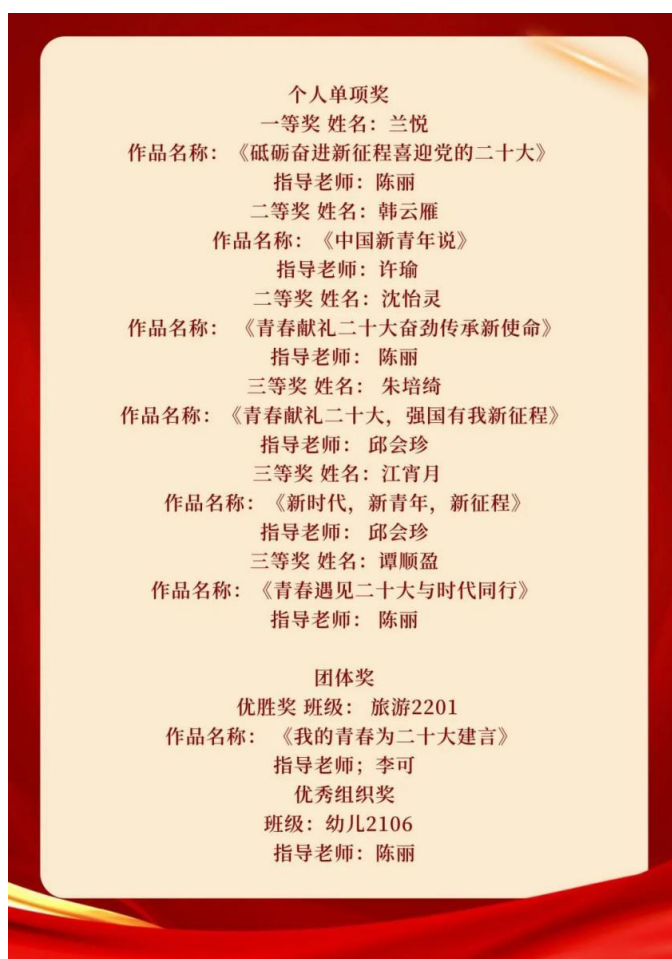 个人单项奖
一等奖 姓名：兰悦
作品名称：《砥砺奋进新征程喜迎党的二十大》
指导老师：陈丽
二等奖 姓名：韩云雁
作品名称：《中国新青年说》
指导老师：许瑜
二等奖 姓名：沈怡灵
作品名称： 《青春献礼二十大奋劲传承新使命》
指导老师： 陈丽
三等奖 姓名： 朱培绮
作品名称：《青春献礼二十大，强国有我新征程》
指导老师： 邱会珍
三等奖 姓名：江宵月
作品名称：《新时代，新青年，新征程》
指导老师： 邱会珍
三等奖 姓名：谭顺盈
作品名称：《青春遇见二十大与时代同行》
指导老师： 陈丽
团体奖
优胜奖 班级： 旅游2201
作品名称： 《我的青春为二十大建言》
指导老师；李可
优秀组织奖
班级：幼儿2106
指导老师：陈丽